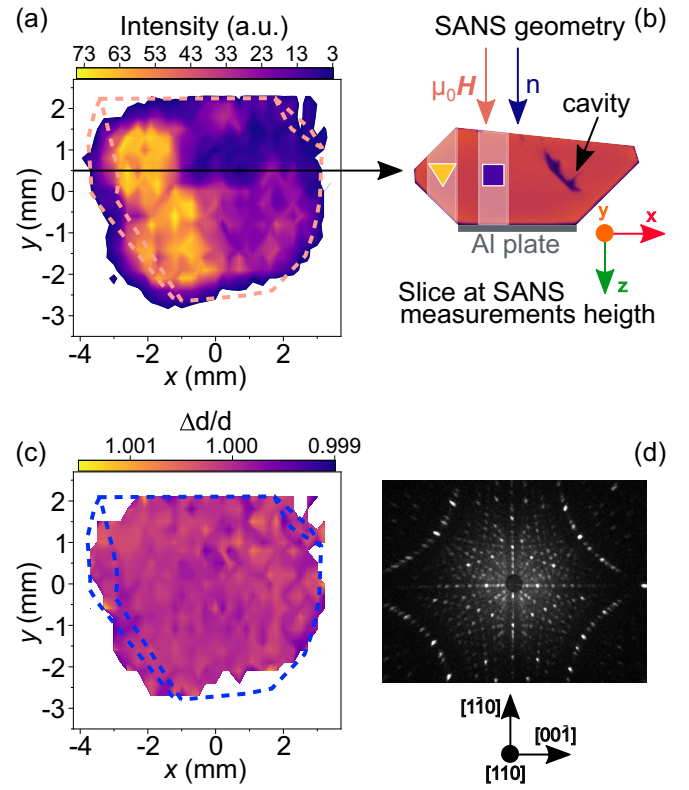 (a)
Intensity (a.u.)
73 63 53 43 33 23 13 3
2
1
0
-1
-2
-3
y (mm)
-4 -2 0 2
x (mm)
(b)
SANS geometry
μ₀H
n
cavity
Al plate
y
x
z
Slice at SANS
measurements heigth
(c)
Δd/d
1.001 1.000 0.999
2
1
0
-1
-2
-3
y (mm)
-4 -2 0 2
x (mm)
(d)
[11̄0]
[001̄]
[110]